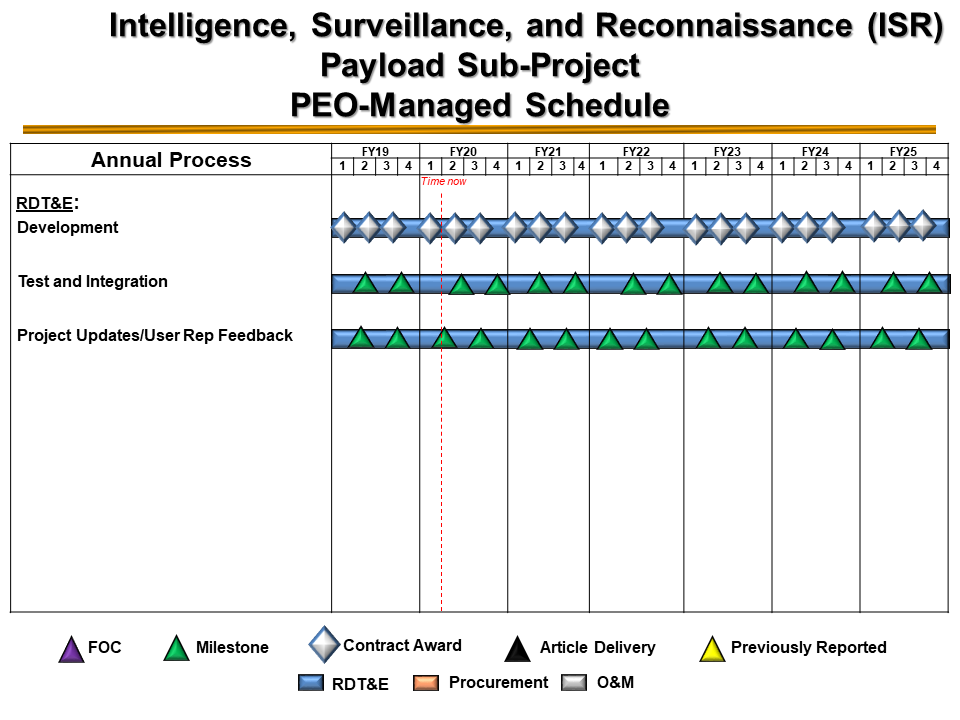 Intelligence, Surveillance, and Reconnaissance (ISR)
Payload Sub-Project
PEO-Managed Schedule
Annual Process
FY19 FY20 FY21 FY22 FY23 FY24 FY25
1 2 3 4 1 2 3 4 1 2 3 4 1 2 3 4 1 2 3 4 1 2 3 4 1 2 3 4
Time now
RDT&E:
Development
Test and Integration
Project Updates/User Rep Feedback
FOC Milestone Contract Award Article Delivery Previously Reported
RDT&E Procurement O&M